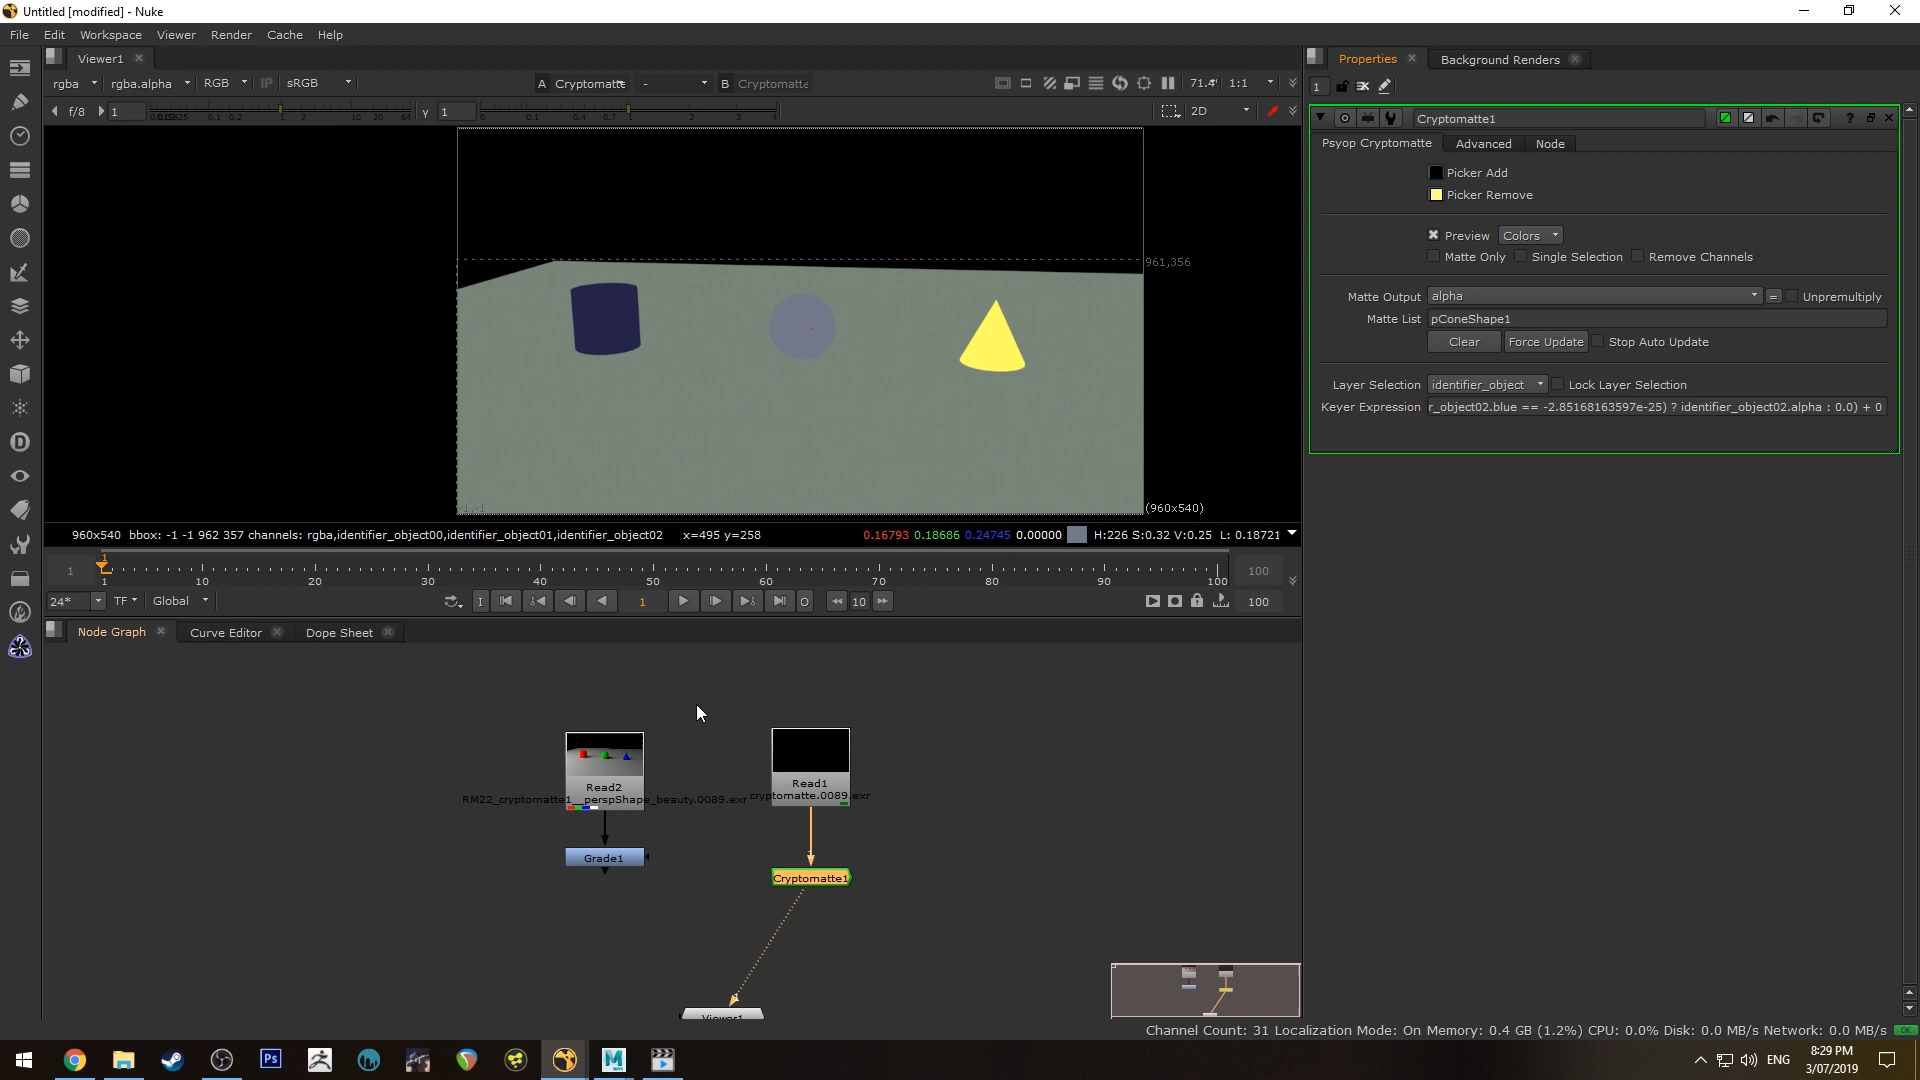 Untitled [modified] - Nuke
File Edit Workspace Viewer Render Cache Help
Viewer1
rgba rgba.alpha RGB IP sRGB A Cryptomatte - B Cryptomatte 71.4 1:1
f/8 1 γ 1 2D
961,356
(960x540)
960x540 bbox: -1 -1 962 357 channels: rgba,identifier_object00,identifier_object01,identifier_object02 x=495 y=258 0.16793 0.18686 0.24745 0.00000 H:226 S:0.32 V:0.25 L: 0.18721
1
1 1 10 20 30 40 50 60 70 80 90 100 100
24* TF Global I 1 O 10 100
Node Graph Curve Editor Dope Sheet
Read2
RM22_cryptomatte1__perspShape_beauty.0089.exr
Grade1
Read1
cryptomatte.0089.exr
Cryptomatte1
1
Viewer1
Properties Background Renders
1
Cryptomatte1
Psyop Cryptomatte Advanced Node
Picker Add
Picker Remove
Preview Colors
Matte Only Single Selection Remove Channels
Matte Output alpha = Unpremultiply
Matte List pConeShape1
Clear Force Update Stop Auto Update
Layer Selection identifier_object Lock Layer Selection
Keyer Expression r_object02.blue == -2.85168163597e-25) ? identifier_object02.alpha : 0.0) + 0
Channel Count: 31 Localization Mode: On Memory: 0.4 GB (1.2%) CPU: 0.0% Disk: 0.0 MB/s Network: 0.0 MB/s OK
ENG
8:29 PM
3/07/2019